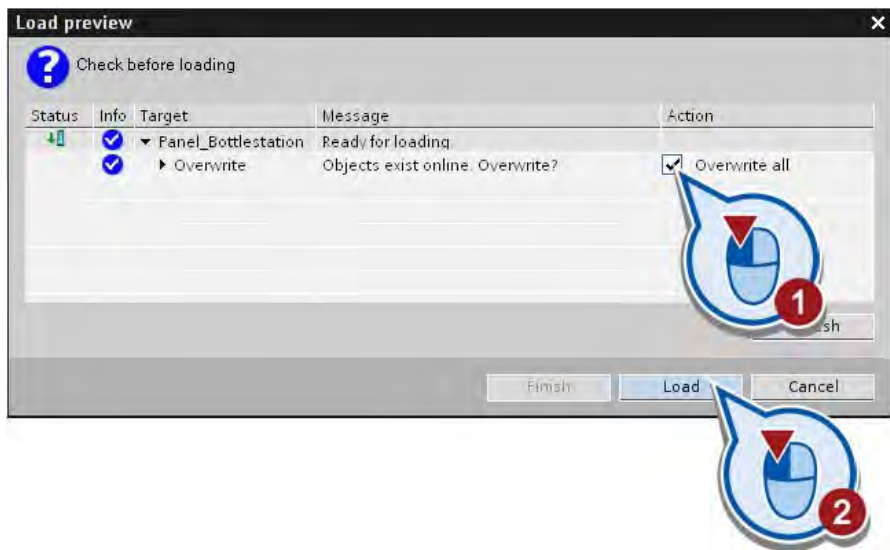 Load preview
Check before loading
Status Info Target Message Action
Panel_Bottlestation Ready for loading
Overwrite Objects exist online. Overwrite? Overwrite all
1
sh
Finish Load Cancel
2